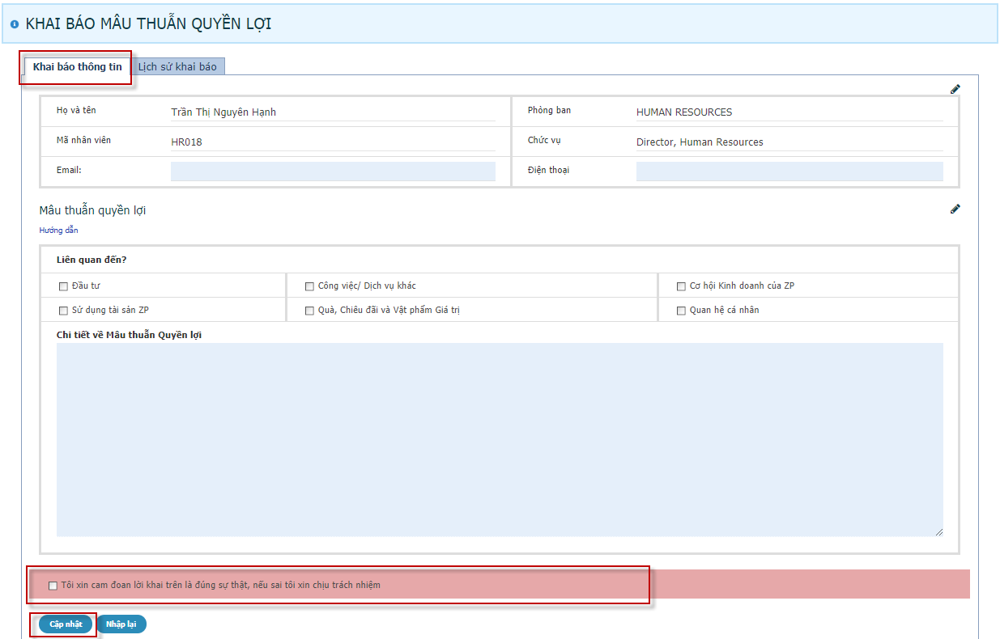 KHAI BÁO MÂU THUẪN QUYỀN LỢI
Khai báo thông tin Lịch sử khai báo
Họ và tên Trần Thị Nguyên Hạnh Phòng ban HUMAN RESOURCES
Mã nhân viên HR018 Chức vụ Director, Human Resources
Email: Điện thoại
Mâu thuẫn quyền lợi
Hướng dẫn
Liên quan đến?
Đầu tư Công việc/ Dịch vụ khác Cơ hội Kinh doanh của ZP
Sử dụng tài sản ZP Quà, Chiêu đãi và Vật phẩm Giá trị Quan hệ cá nhân
Chi tiết về Mâu thuẫn Quyền lợi
Tôi xin cam đoan lời khai trên là đúng sự thật, nếu sai tôi xin chịu trách nhiệm
Cập nhật Nhập lại